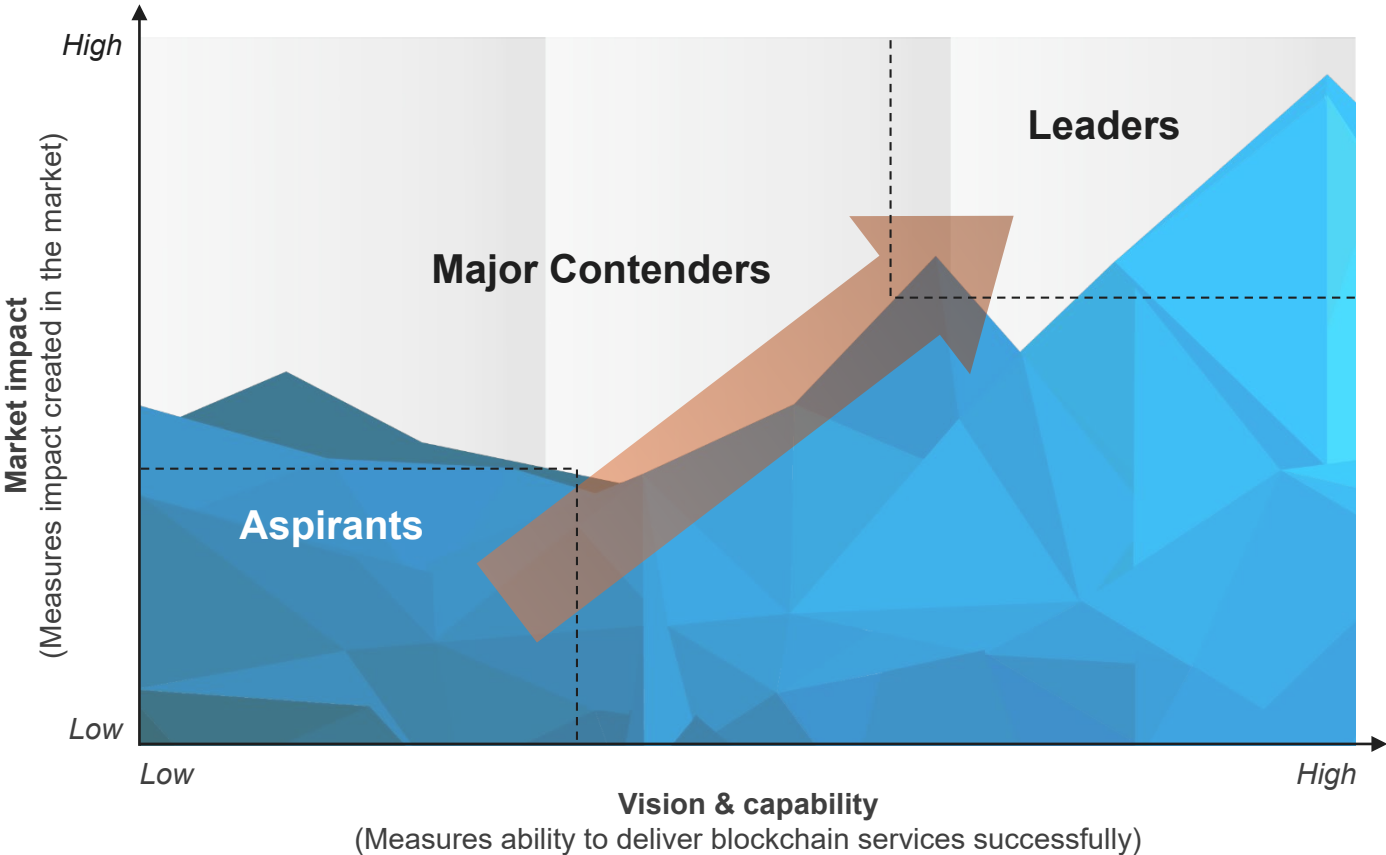 High
Leaders
Major Contenders
Market impact
(Measures impact created in the market)
Aspirants
Low
Low
High
Vision & capability
(Measures ability to deliver blockchain services successfully)